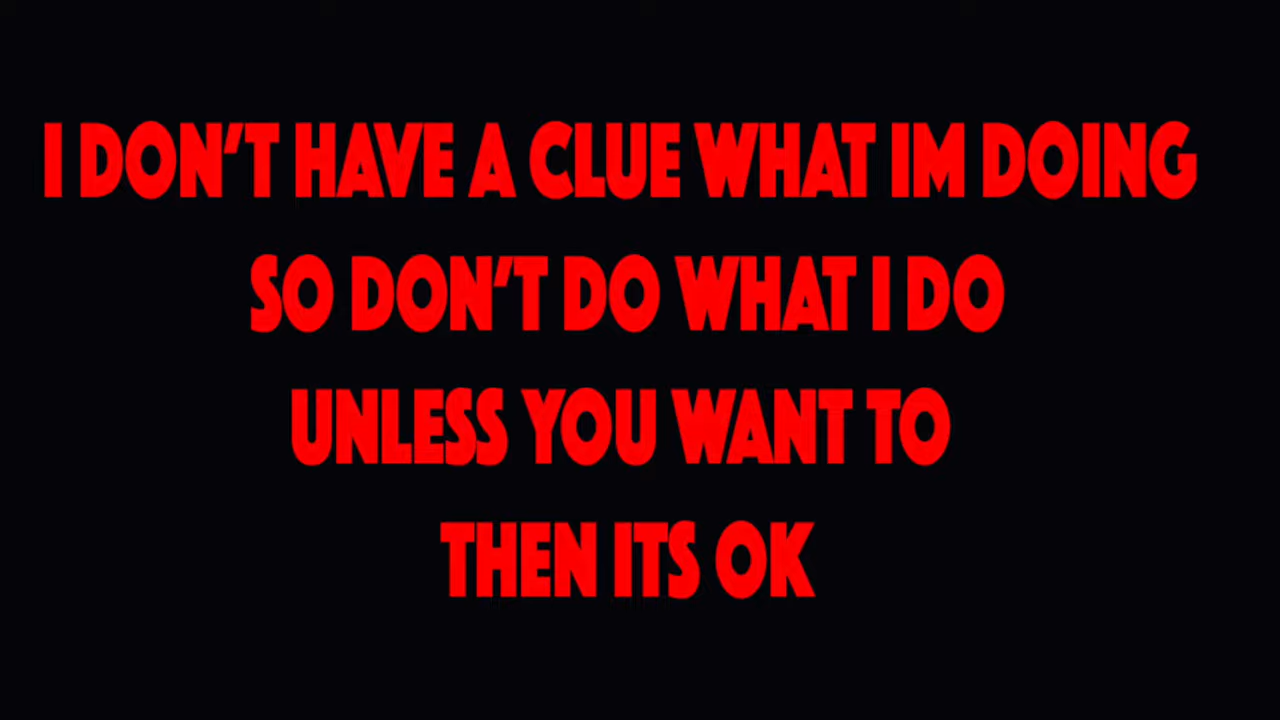 I DON'T HAVE A CLUE WHAT IM DOING
SO DON'T DO WHAT I DO
UNLESS YOU WANT TO
THEN ITS OK